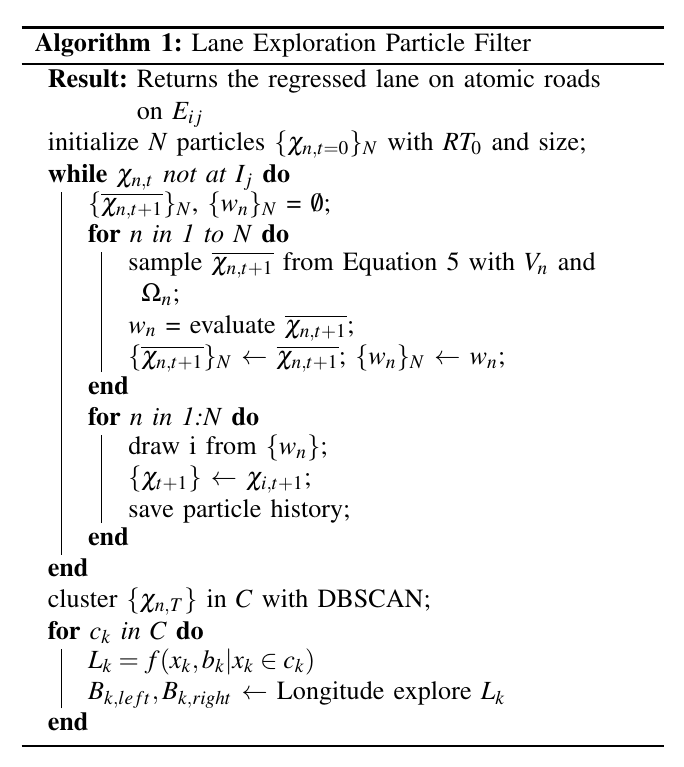 Algorithm 1: Lane Exploration Particle Filter
Result: Returns the regressed lane on atomic roads
on $E_{ij}$
initialize $N$ particles $\{\chi_{n,t=0}\}_N$ with $RT_0$ and size;
while $\chi_{n,t}$ not at $I_j$ do
$\{\overline{\chi_{n,t+1}}\}_N$, $\{w_n\}_N = \emptyset$;
for n in 1 to N do
sample $\overline{\chi_{n,t+1}}$ from Equation 5 with $V_n$ and
$\Omega_n$;
$w_n$ = evaluate $\overline{\chi_{n,t+1}}$;
$\{\overline{\chi_{n,t+1}}\}_N \leftarrow \overline{\chi_{n,t+1}}$; $\{w_n\}_N \leftarrow w_n$;
end
for n in 1:N do
draw i from $\{w_n\}$;
$\{\chi_{t+1}\} \leftarrow \chi_{i,t+1}$;
save particle history;
end
end
cluster $\{\chi_{n,T}\}$ in $C$ with DBSCAN;
for $c_k$ in $C$ do
$L_k = f(x_k, b_k | x_k \in c_k)$
$B_{k,left}, B_{k,right} \leftarrow$ Longitude explore $L_k$
end